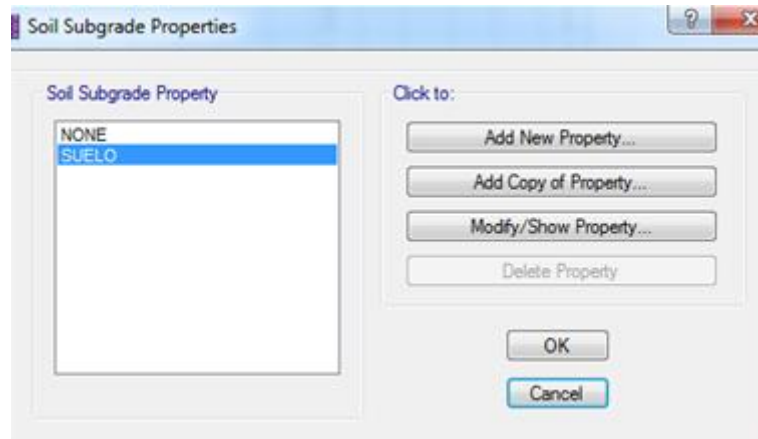 Soil Subgrade Properties
Soil Subgrade Property
NONE
SUELO
Click to:
Add New Property...
Add Copy of Property...
Modify/Show Property...
Delete Property
OK
Cancel